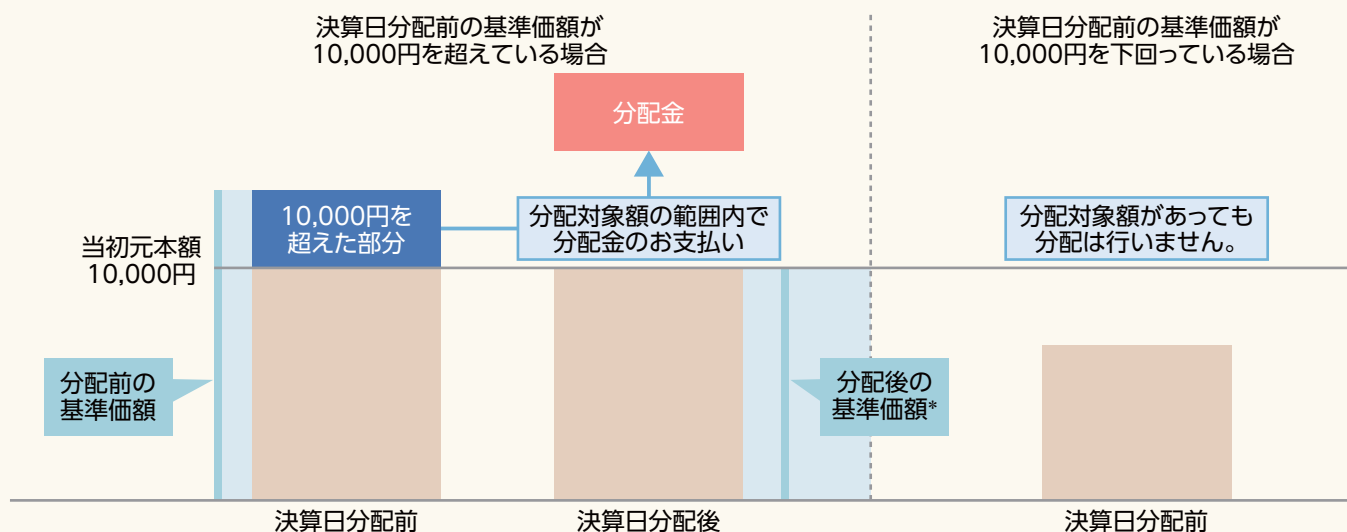 決算日分配前の基準価額が
10,000円を超えている場合
決算日分配前の基準価額が
10,000円を下回っている場合
分配金
10,000円を
超えた部分
分配対象額の範囲内で
分配金のお支払い
分配対象額があっても
分配は行いません。
当初元本額
10,000円
分配前の
基準価額
分配後の
基準価額*
決算日分配前
決算日分配後
決算日分配前